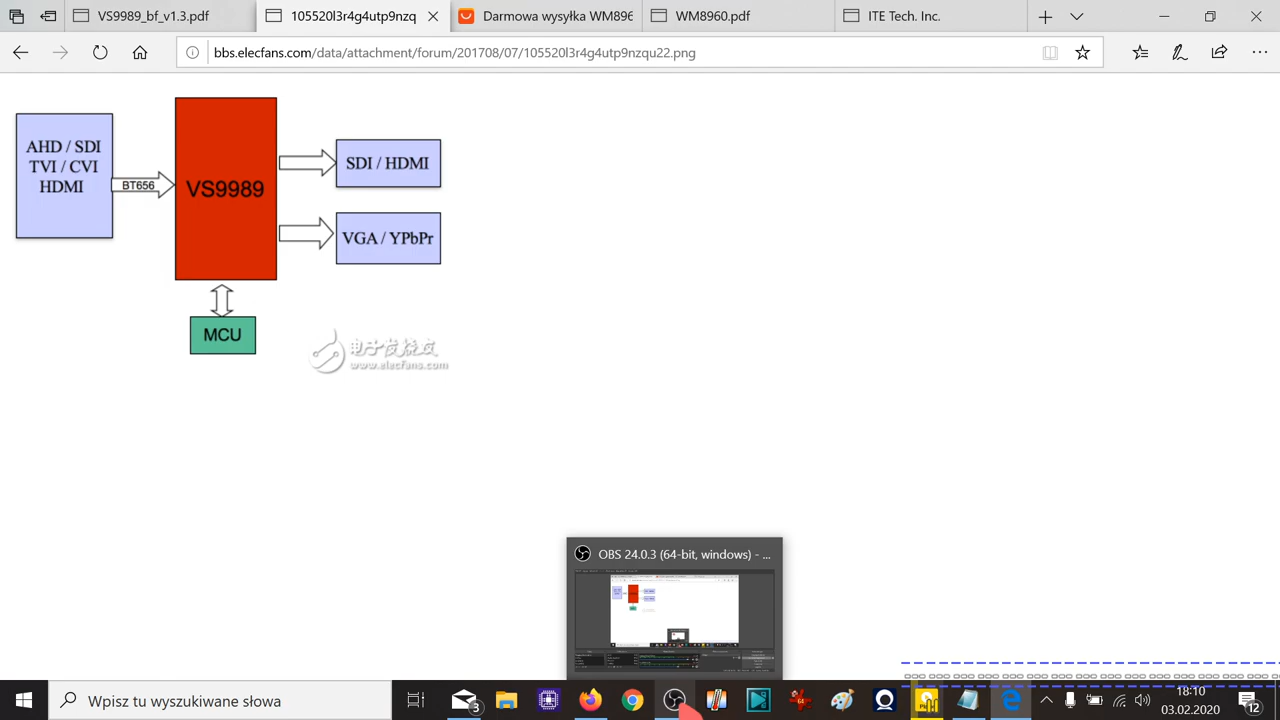 VS9989_bf_v1.3.pdf
105520l3r4g4utp9nzq
Darmowa wysyłka WM896
WM8960.pdf
ITE Tech. Inc.
bbs.elecfans.com/data/attachment/forum/201708/07/105520l3r4g4utp9nzqu22.png
AHD / SDI
TVI / CVI
HDMI
BT656
VS9989
SDI / HDMI
VGA / YPbPr
MCU
电子发烧友
www.elecfans.com
OBS 24.0.3 (64-bit, windows) - ...
Wpisz tu wyszukiwane słowa
3
18:10
03.02.2020
12